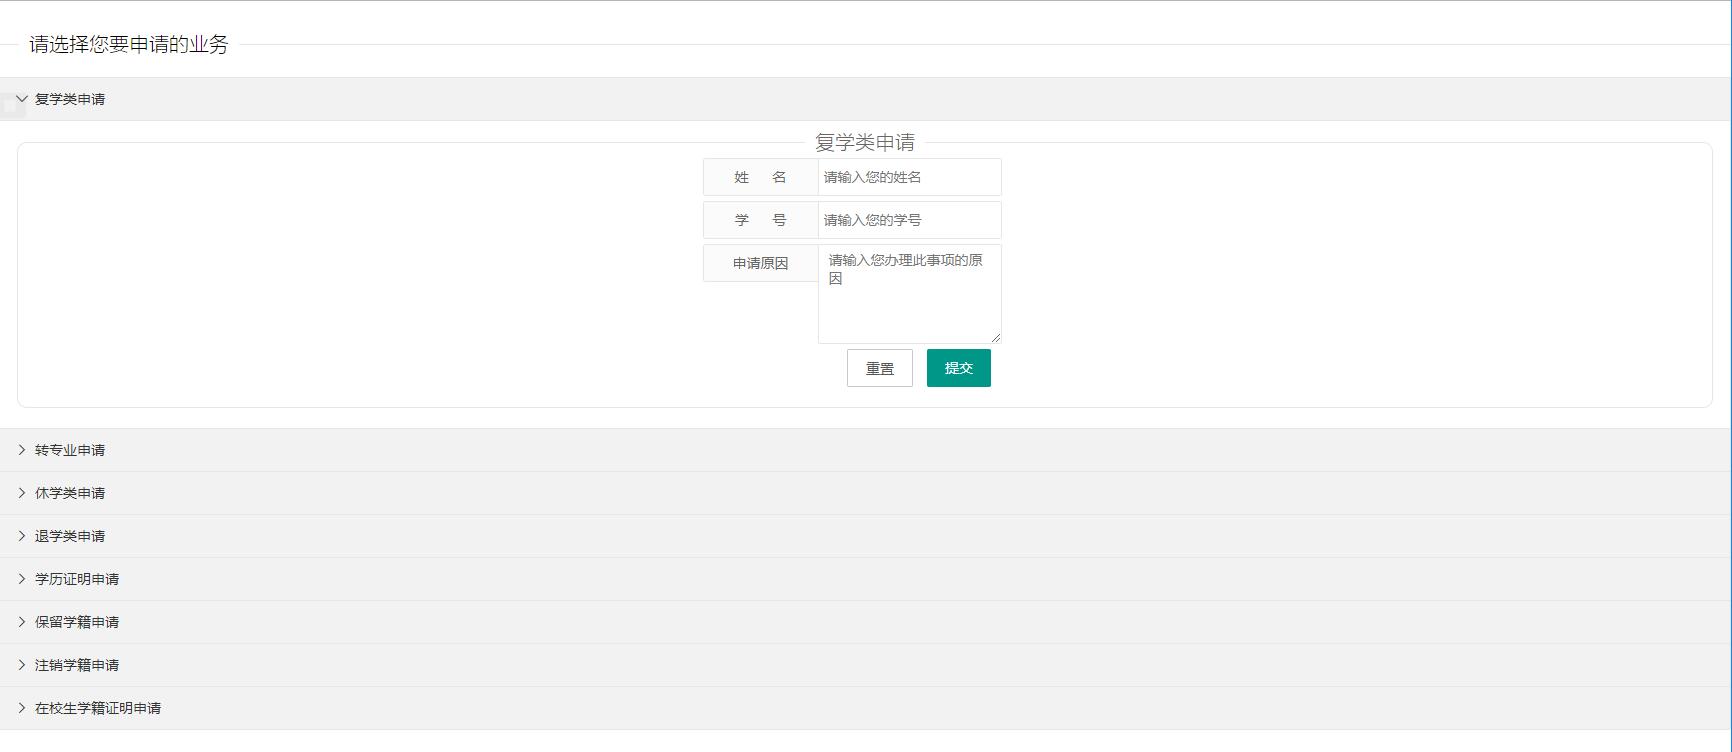 请选择您要申请的业务
复学类申请
复学类申请
姓 名 请输入您的姓名
学 号 请输入您的学号
申请原因 请输入您办理此事项的原
因
重置 提交
转专业申请
休学类申请
退学类申请
学历证明申请
保留学籍申请
注销学籍申请
在校生学籍证明申请